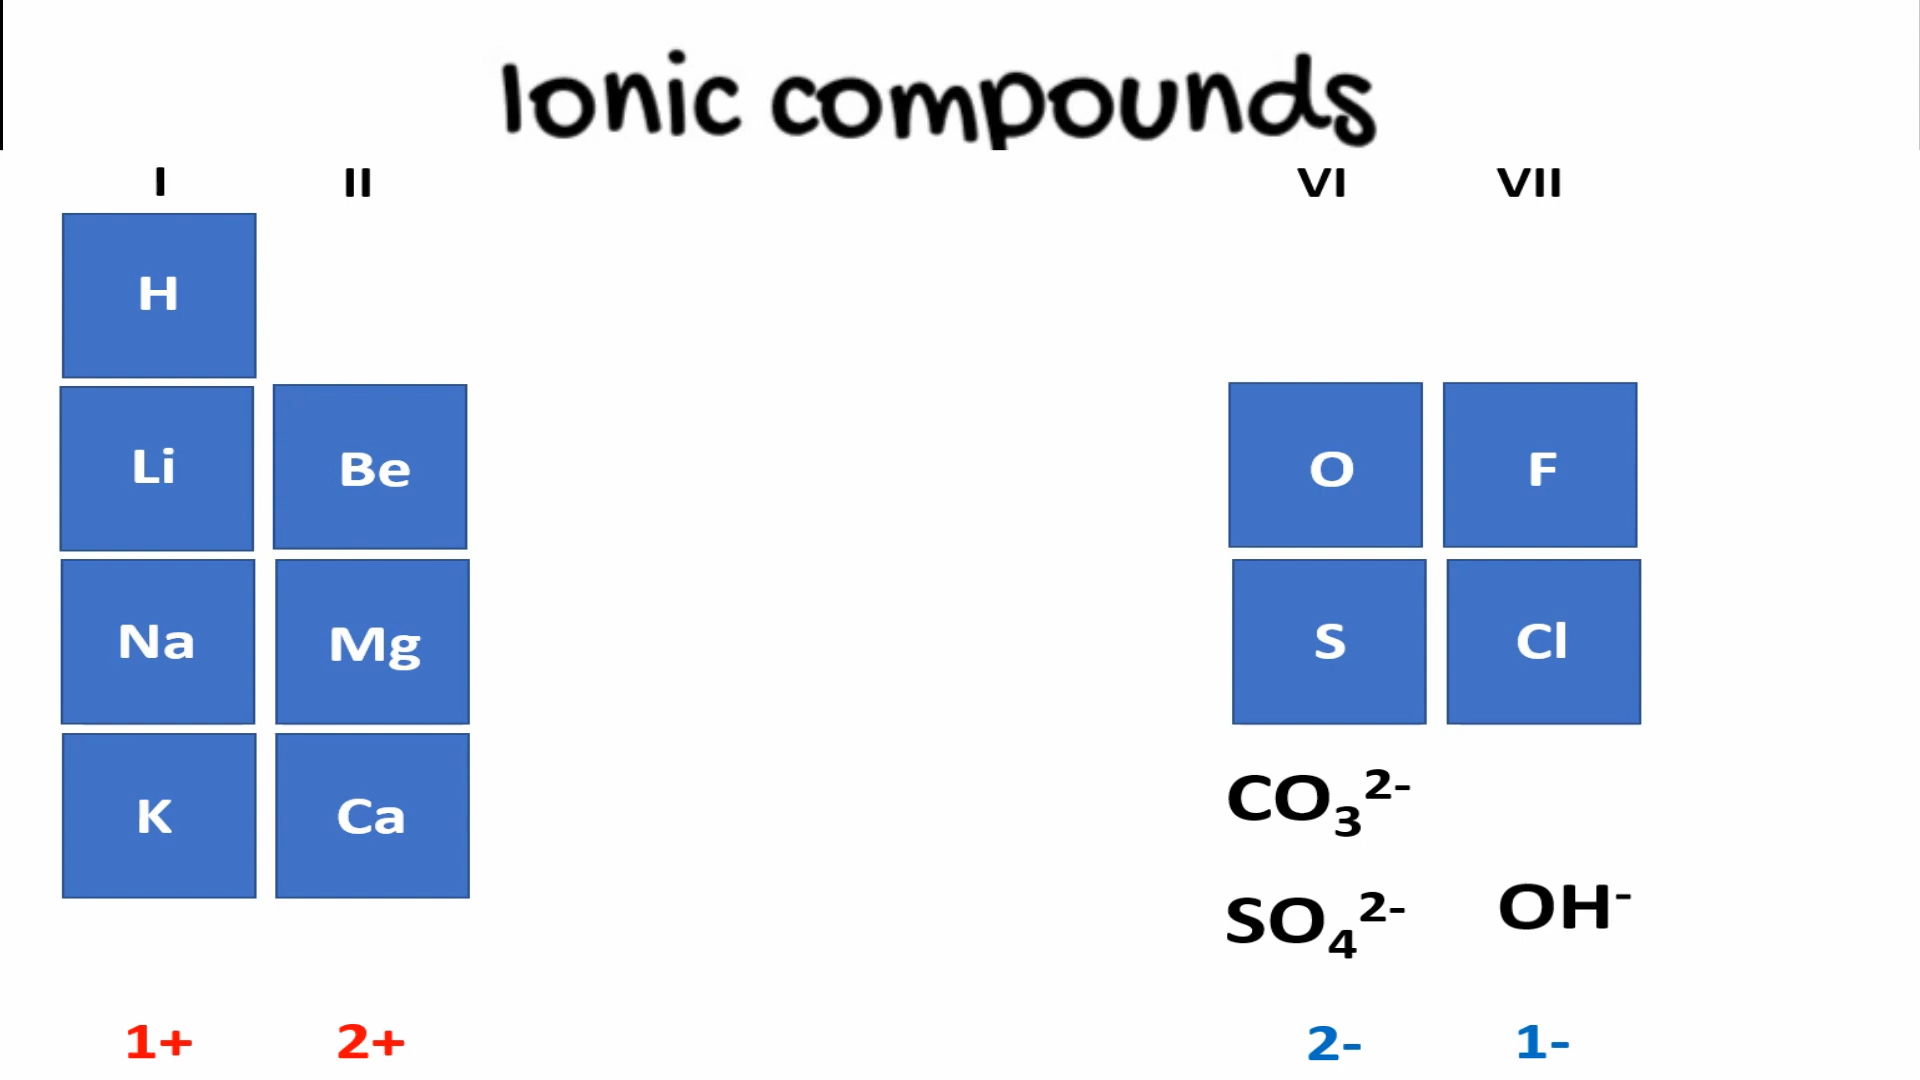 Ionic compounds
I II VI VII
H
Li Be O F
Na Mg S Cl
K Ca
CO₃²⁻
SO₄²⁻ OH⁻
1+ 2+ 2- 1-